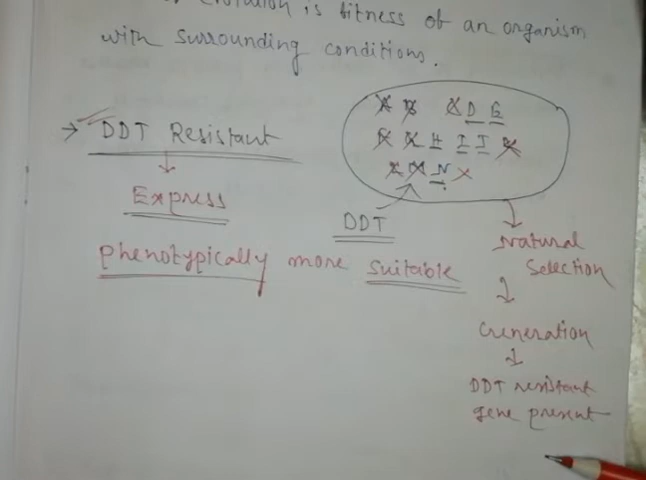 is fitness of an organism
with surrounding conditions.
→ DDT Resistant
Express
phenotypically more suitable
D E
H I J
N
DDT
Natural
Selection
Generation
DDT resistant
gene present